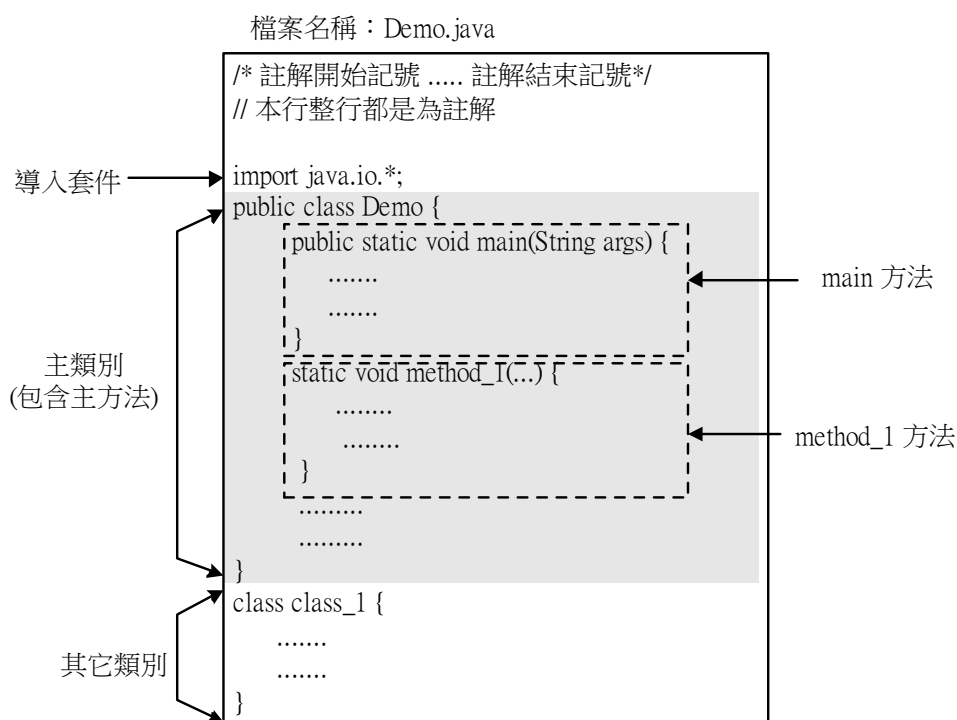 檔案名稱：Demo.java
/* 註解開始記號 ..... 註解結束記號*/
// 本行整行都是為註解
導入套件
import java.io.*;
public class Demo {
public static void main(String args) {
.......
.......
}
main 方法
主類別
(包含主方法)
static void method_1(...) {
........
........
}
method_1 方法
.........
.........
}
class class_1 {
.......
.......
}
其它類別